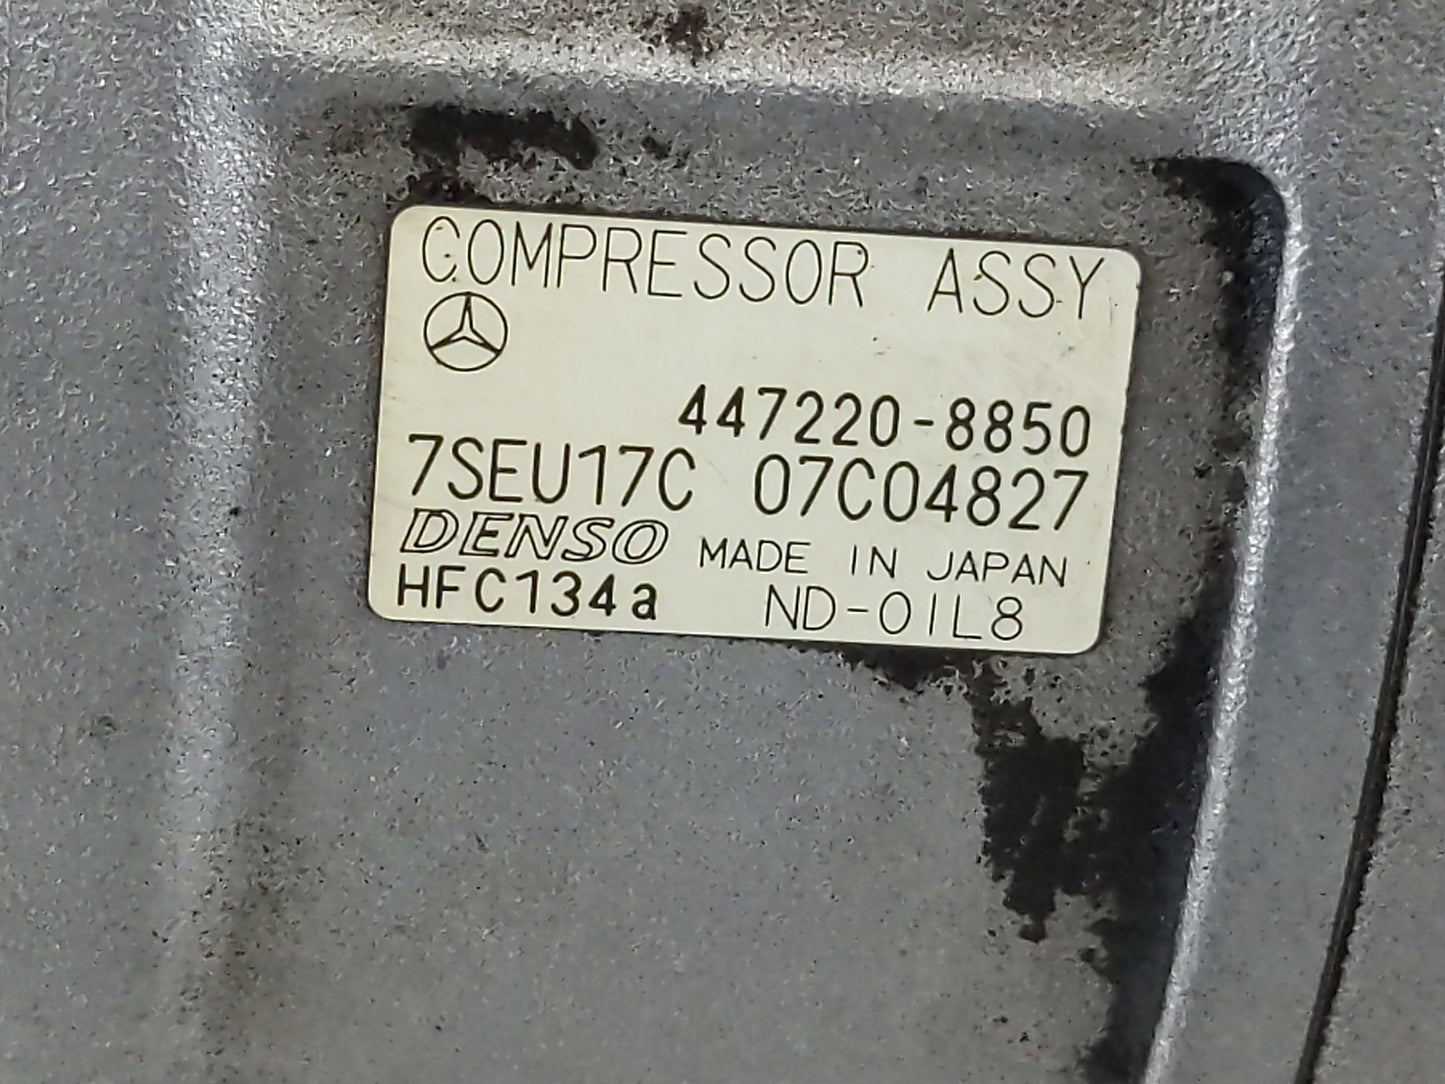 COMPRESSOR ASSY
447220-8850
7SEU17C 07C04827
DENSO MADE IN JAPAN
HFC134a ND-OIL8